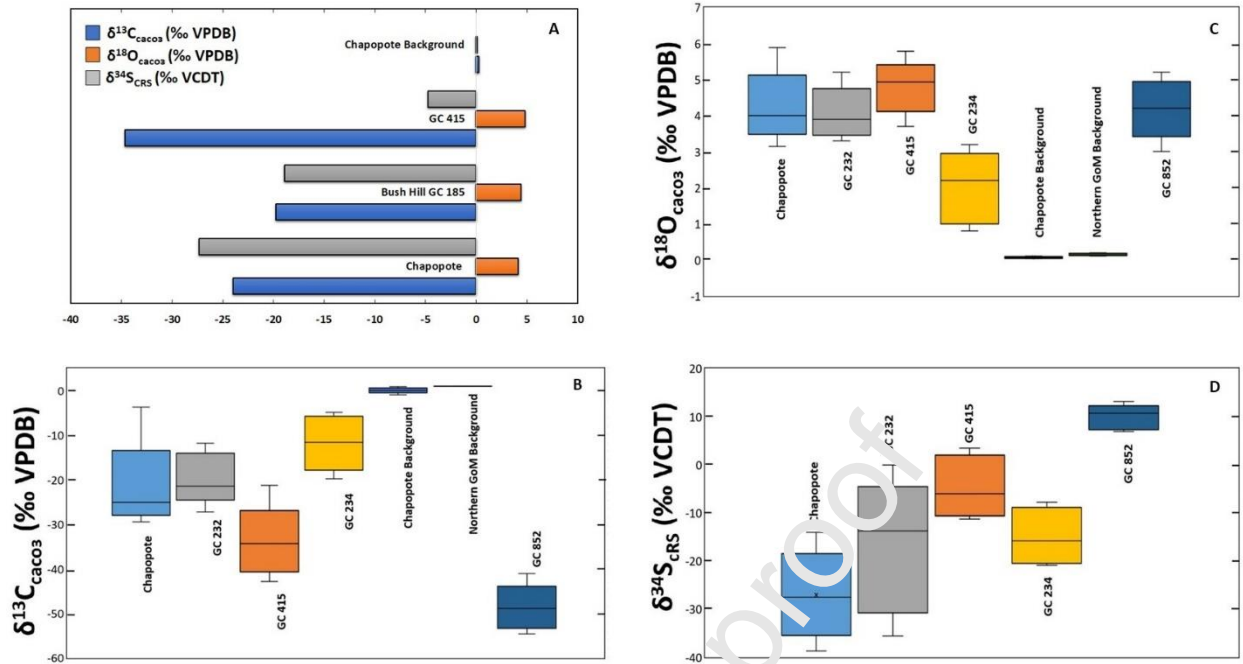 A
δ¹³Ccaco3 (‰ VPDB)
δ¹⁸Ocaco3 (‰ VPDB)
δ³⁴SCRS (‰ VCDT)
Chapopote Background
GC 415
Bush Hill GC 185
Chapopote
-40 -35 -30 -25 -20 -15 -10 -5 0 5 10
C
δ¹⁸Ocaco3 (‰ VPDB)
7
6
5
4
3
2
1
0
-1
Chapopote
GC 232
GC 415
GC 234
Chapopote Background
Northern GoM Background
GC 852
B
δ¹³Ccaco3 (‰ VPDB)
0
-10
-20
-30
-40
-50
-60
Chapopote
GC 232
GC 415
GC 234
Chapopote Background
Northern GoM Background
GC 852
D
δ³⁴SCRS (‰ VCDT)
20
10
0
-10
-20
-30
-40
Chapopote
GC 232
GC 415
GC 234
GC 852
proof